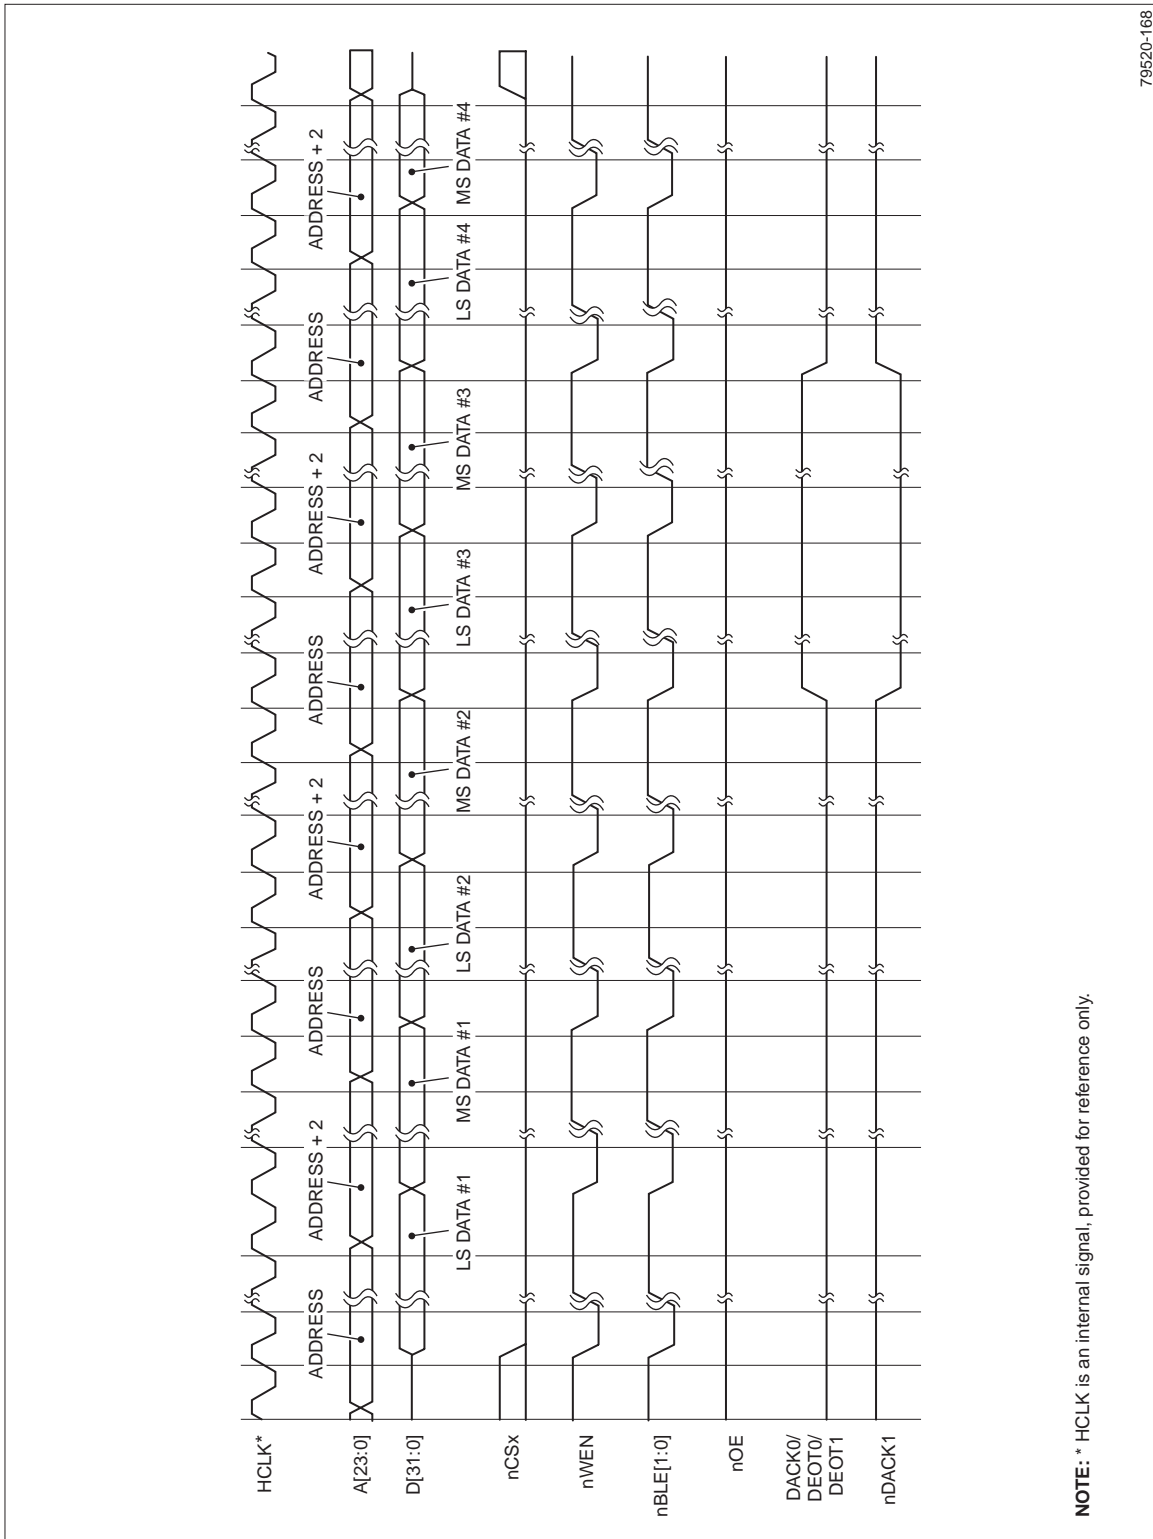 HCLK*
ADDRESS
ADDRESS + 2
ADDRESS
ADDRESS + 2
ADDRESS
ADDRESS + 2
ADDRESS
ADDRESS + 2
A[23:0]
D[31:0]
LS DATA #1
MS DATA #1
LS DATA #2
MS DATA #2
LS DATA #3
MS DATA #3
LS DATA #4
MS DATA #4
nCSx
nWEN
nBLE[1:0]
nOE
DACK0/
DEOT0/
DEOT1
nDACK1
NOTE: * HCLK is an internal signal, provided for reference only.
79520-168